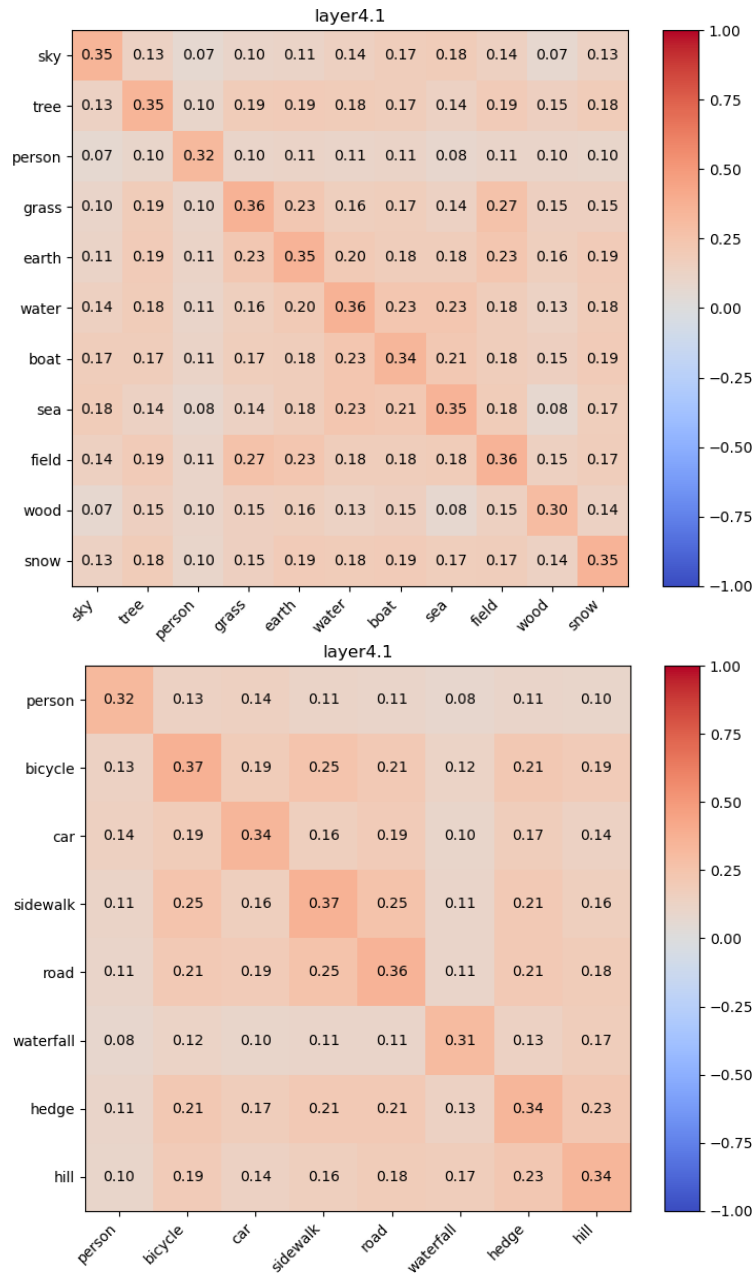 layer4.1
sky 0.35 0.13 0.07 0.10 0.11 0.14 0.17 0.18 0.14 0.07 0.13
tree 0.13 0.35 0.10 0.19 0.19 0.18 0.17 0.14 0.19 0.15 0.18
person 0.07 0.10 0.32 0.10 0.11 0.11 0.11 0.08 0.11 0.10 0.10
grass 0.10 0.19 0.10 0.36 0.23 0.16 0.17 0.14 0.27 0.15 0.15
earth 0.11 0.19 0.11 0.23 0.35 0.20 0.18 0.18 0.23 0.16 0.19
water 0.14 0.18 0.11 0.16 0.20 0.36 0.23 0.23 0.18 0.13 0.18
boat 0.17 0.17 0.11 0.17 0.18 0.23 0.34 0.21 0.18 0.15 0.19
sea 0.18 0.14 0.08 0.14 0.18 0.23 0.21 0.35 0.18 0.08 0.17
field 0.14 0.19 0.11 0.27 0.23 0.18 0.18 0.18 0.36 0.15 0.17
wood 0.07 0.15 0.10 0.15 0.16 0.13 0.15 0.08 0.15 0.30 0.14
snow 0.13 0.18 0.10 0.15 0.19 0.18 0.19 0.17 0.17 0.14 0.35
sky tree person grass earth water boat sea field wood snow
1.00
0.75
0.50
0.25
0.00
−0.25
−0.50
−0.75
−1.00
layer4.1
person 0.32 0.13 0.14 0.11 0.11 0.08 0.11 0.10
bicycle 0.13 0.37 0.19 0.25 0.21 0.12 0.21 0.19
car 0.14 0.19 0.34 0.16 0.19 0.10 0.17 0.14
sidewalk 0.11 0.25 0.16 0.37 0.25 0.11 0.21 0.16
road 0.11 0.21 0.19 0.25 0.36 0.11 0.21 0.18
waterfall 0.08 0.12 0.10 0.11 0.11 0.31 0.13 0.17
hedge 0.11 0.21 0.17 0.21 0.21 0.13 0.34 0.23
hill 0.10 0.19 0.14 0.16 0.18 0.17 0.23 0.34
person bicycle car sidewalk road waterfall hedge hill
1.00
0.75
0.50
0.25
0.00
−0.25
−0.50
−0.75
−1.00